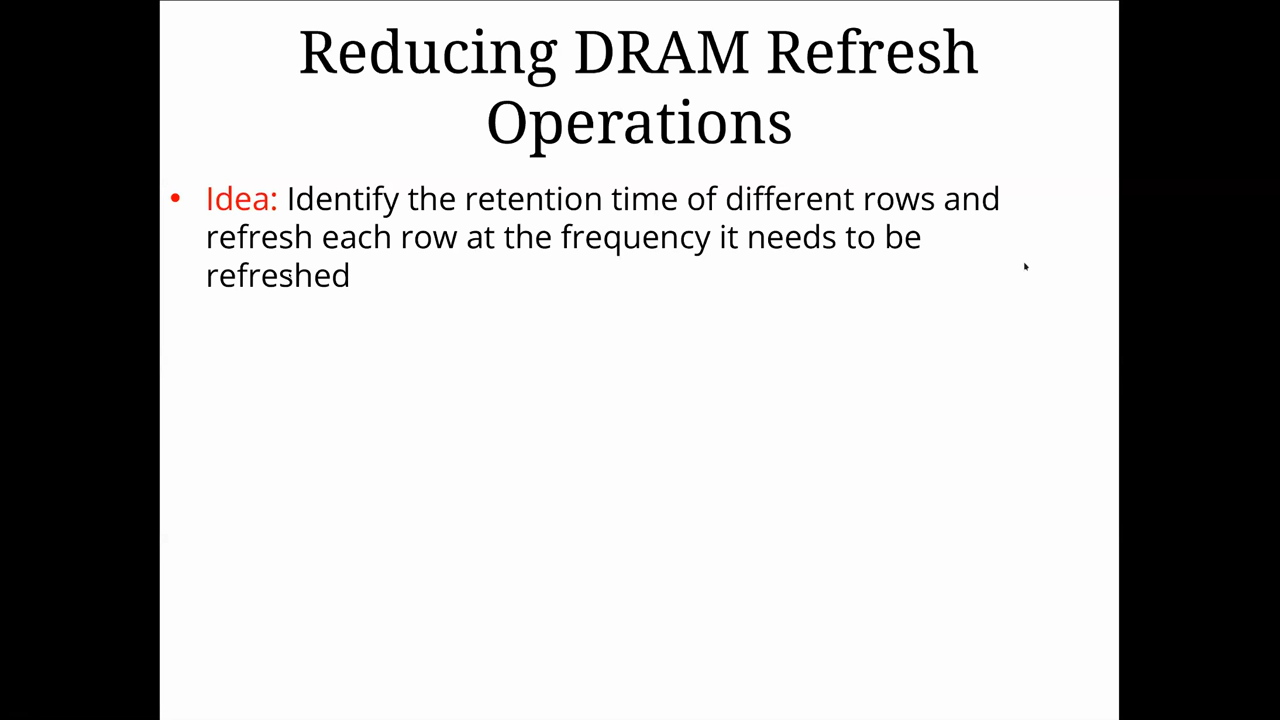 Reducing DRAM Refresh
Operations
• Idea: Identify the retention time of different rows and
refresh each row at the frequency it needs to be
refreshed